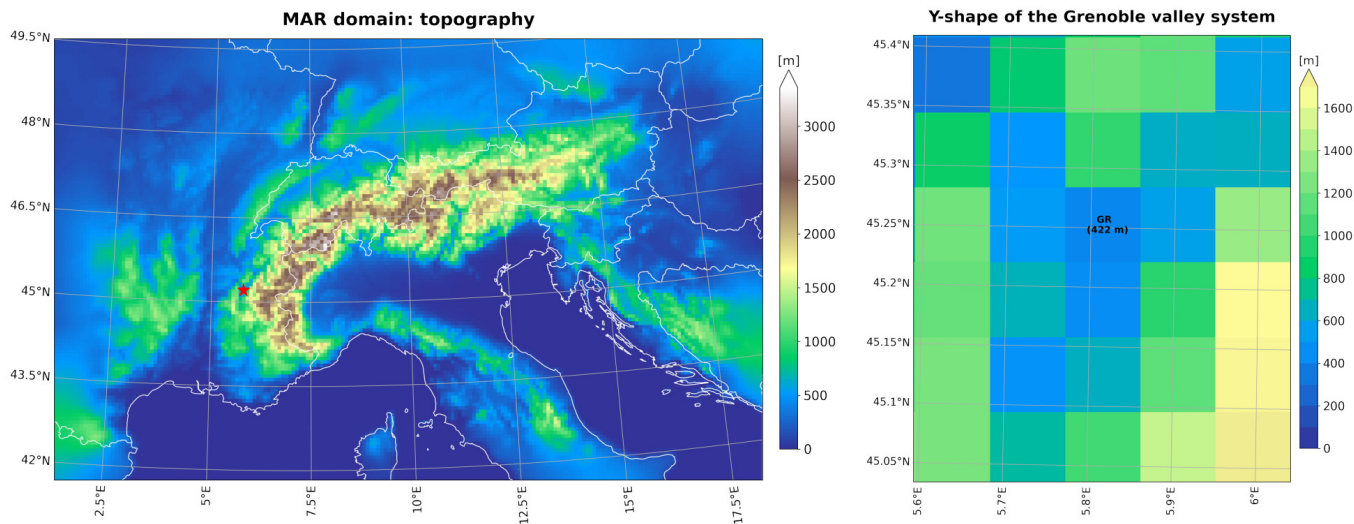 MAR domain: topography
49.5°N
48°N
46.5°N
45°N
43.5°N
42°N
2.5°E
5°E
7.5°E
10°E
12.5°E
15°E
17.5°E
[m]
3000
2500
2000
1500
1000
500
0
Y-shape of the Grenoble valley system
45.4°N
45.35°N
45.3°N
45.25°N
45.2°N
45.15°N
45.1°N
45.05°N
GR
(422 m)
5.6°E
5.7°E
5.8°E
5.9°E
6°E
[m]
1600
1400
1200
1000
800
600
400
200
0